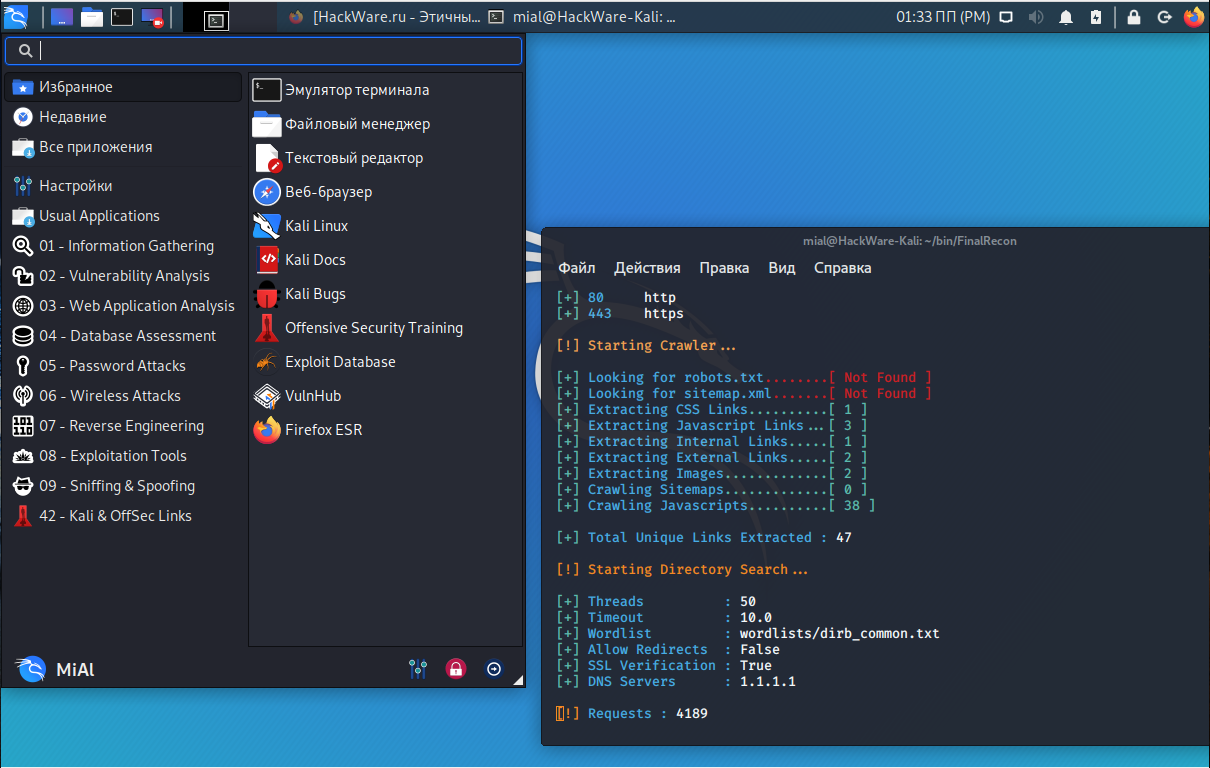 [HackWare.ru - Этичны...
mial@HackWare-Kali: ...
01:33 ПП (PM)
Избранное
Недавние
Все приложения
Настройки
Usual Applications
01 - Information Gathering
02 - Vulnerability Analysis
03 - Web Application Analysis
04 - Database Assessment
05 - Password Attacks
06 - Wireless Attacks
07 - Reverse Engineering
08 - Exploitation Tools
09 - Sniffing & Spoofing
42 - Kali & OffSec Links
Эмулятор терминала
Файловый менеджер
Текстовый редактор
Веб-браузер
Kali Linux
Kali Docs
Kali Bugs
Offensive Security Training
Exploit Database
VulnHub
Firefox ESR
MiAl
mial@HackWare-Kali: ~/bin/FinalRecon
Файл Действия Правка Вид Справка
[+] 80 http
[+] 443 https
[!] Starting Crawler...
[+] Looking for robots.txt........[ Not Found ]
[+] Looking for sitemap.xml.......[ Not Found ]
[+] Extracting CSS Links..........[ 1 ]
[+] Extracting Javascript Links...[ 3 ]
[+] Extracting Internal Links.....[ 1 ]
[+] Extracting External Links.....[ 2 ]
[+] Extracting Images.............[ 2 ]
[+] Crawling Sitemaps.............[ 0 ]
[+] Crawling Javascripts..........[ 38 ]
[+] Total Unique Links Extracted : 47
[!] Starting Directory Search...
[+] Threads : 50
[+] Timeout : 10.0
[+] Wordlist : wordlists/dirb_common.txt
[+] Allow Redirects : False
[+] SSL Verification : True
[+] DNS Servers : 1.1.1.1
[!] Requests : 4189